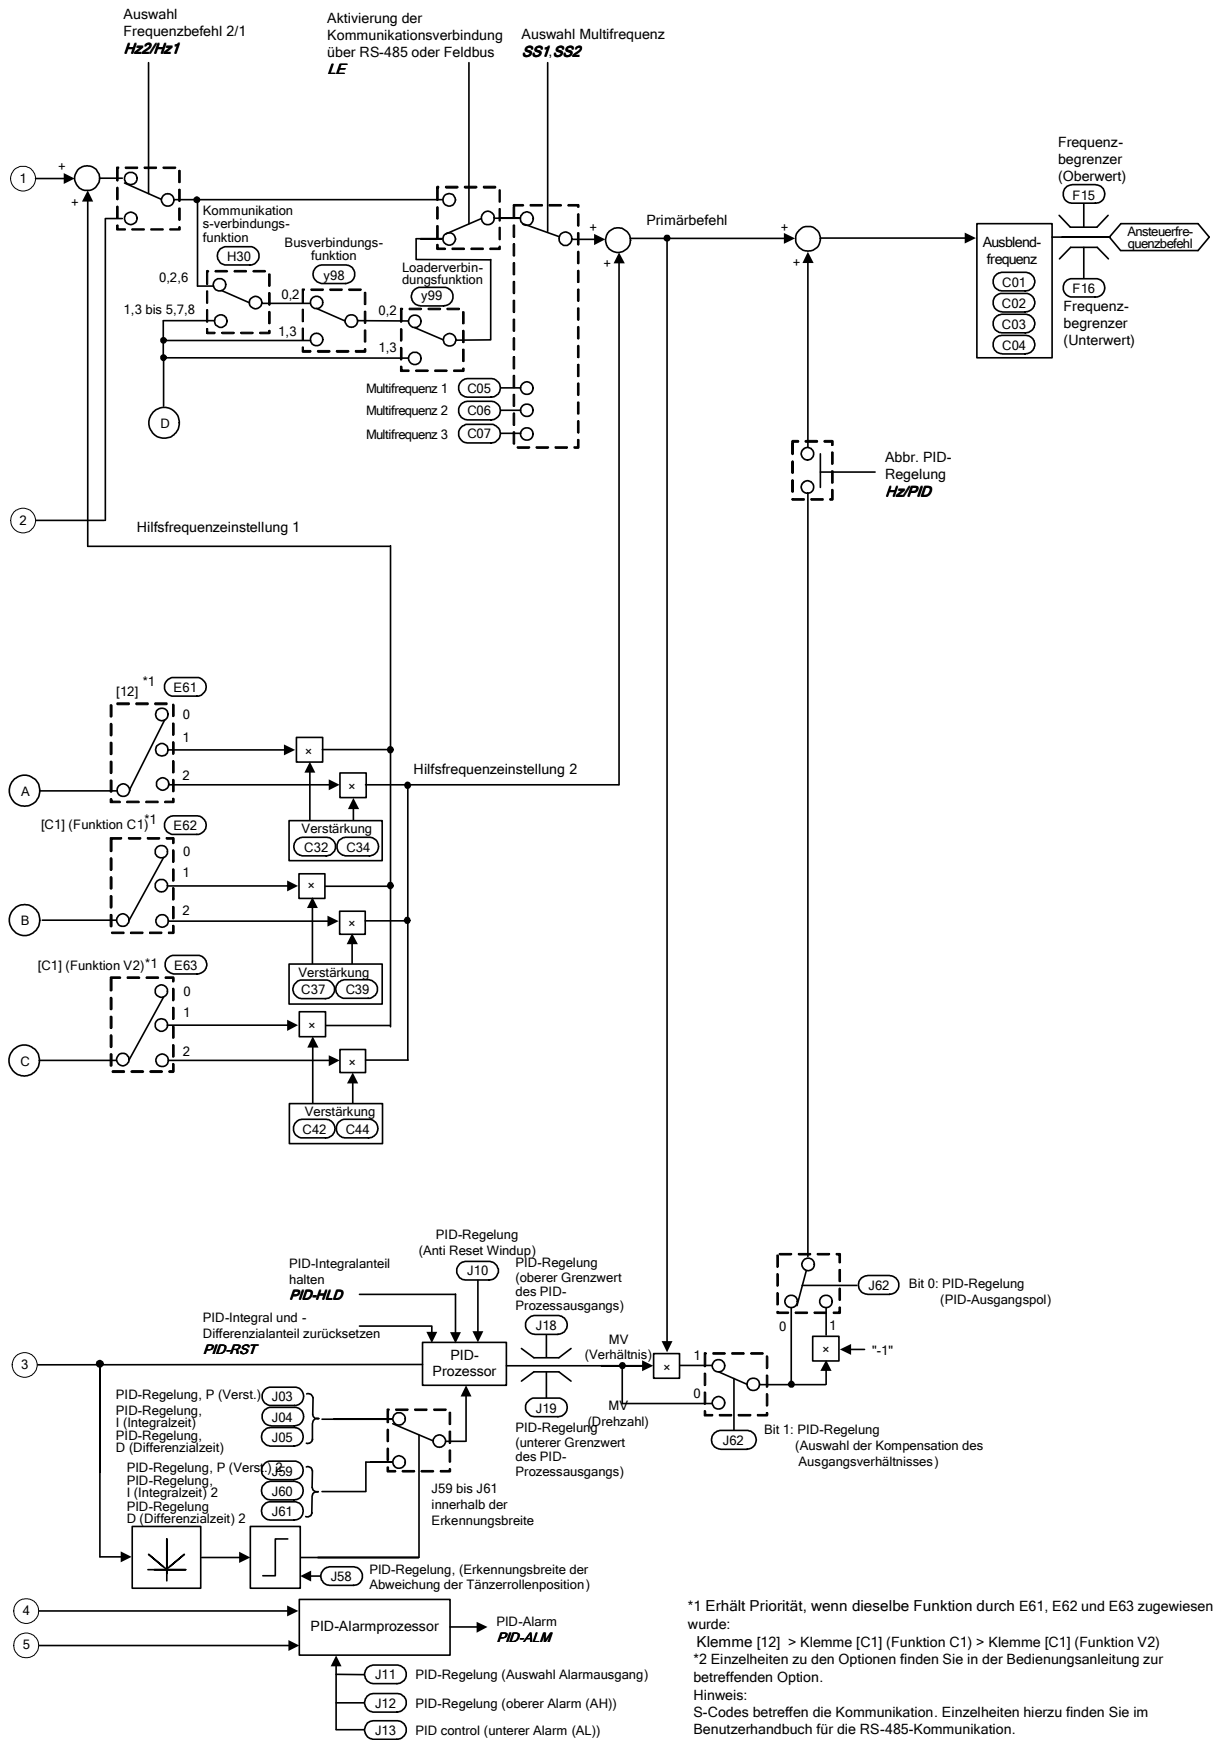 Auswahl
Frequenzbefehl 2/1
Hz2/Hz1
Aktivierung der
Kommunikationsverbindung
über RS-485 oder Feldbus
LE
Auswahl Multifrequenz
SS1,SS2
1
+
+
Kommunikation
s-verbindungs-
funktion
H30
0,2,6
1,3 bis 5,7,8
Busverbindungs-
funktion
y98
0,2
1,3
Loaderverbin-
dungsfunktion
y99
0,2
1,3
D
Multifrequenz 1
C05
Multifrequenz 2
C06
Multifrequenz 3
C07
+
+
Primärbefehl
+
+
Ausblend-
frequenz
C01
C02
C03
C04
Frequenz-
begrenzer
(Oberwert)
F15
Ansteuerfre-
quenzbefehl
F16
Frequenz-
begrenzer
(Unterwert)
Abbr. PID-
Regelung
Hz/PID
2
Hilfsfrequenzeinstellung 1
[12] *1
E61
0
1
2
A
×
×
Hilfsfrequenzeinstellung 2
Verstärkung
C32
C34
[C1] (Funktion C1)*1
E62
0
1
2
B
×
×
Verstärkung
C37
C39
[C1] (Funktion V2)*1
E63
0
1
2
C
×
×
Verstärkung
C42
C44
PID-Integralanteil
halten
PID-HLD
PID-Integral und -
Differenzialanteil zurücksetzen
PID-RST
PID-Regelung
(Anti Reset Windup)
J10
PID-Regelung
(oberer Grenzwert
des PID-
Prozessausgangs)
J18
3
PID-
Prozessor
MV
(Verhältnis)
×
1
0
MV
(Drehzahl)
J19
PID-Regelung
(unterer Grenzwert
des PID-
Prozessausgangs)
J62
Bit 1: PID-Regelung
(Auswahl der Kompensation des
Ausgangsverhältnisses)
J62
Bit 0: PID-Regelung
(PID-Ausgangspol)
0
1
×
"-1"
PID-Regelung, P (Verst.)
J03
PID-Regelung,
I (Integralzeit)
J04
PID-Regelung,
D (Differenzialzeit)
J05
PID-Regelung, P (Verst.) 2
J59
PID-Regelung,
I (Integralzeit) 2
J60
PID-Regelung
D (Differenzialzeit) 2
J61
J59 bis J61
innerhalb der
Erkennungsbreite
J58
PID-Regelung, (Erkennungsbreite der
Abweichung der Tänzerrollenposition)
4
5
PID-Alarmprozessor
PID-Alarm
PID-ALM
J11
PID-Regelung (Auswahl Alarmausgang)
J12
PID-Regelung (oberer Alarm (AH))
J13
PID control (unterer Alarm (AL))
*1 Erhält Priorität, wenn dieselbe Funktion durch E61, E62 und E63 zugewiesen
wurde:
Klemme [12] > Klemme [C1] (Funktion C1) > Klemme [C1] (Funktion V2)
*2 Einzelheiten zu den Optionen finden Sie in der Bedienungsanleitung zur
betreffenden Option.
Hinweis:
S-Codes betreffen die Kommunikation. Einzelheiten hierzu finden Sie im
Benutzerhandbuch für die RS-485-Kommunikation.